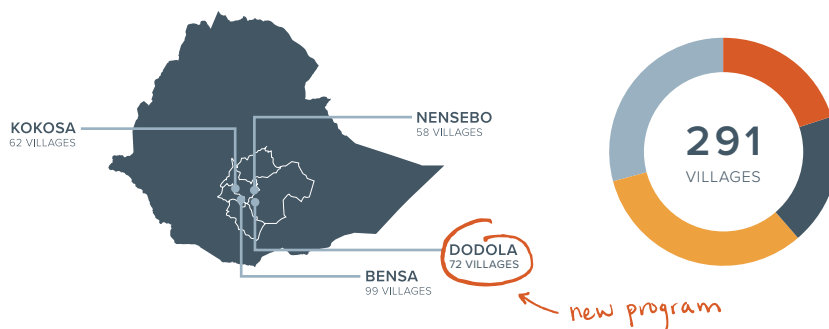 KOKOSA
62 VILLAGES
NENSEBO
58 VILLAGES
DODOLA
72 VILLAGES
BENSA
99 VILLAGES
new program
291
VILLAGES